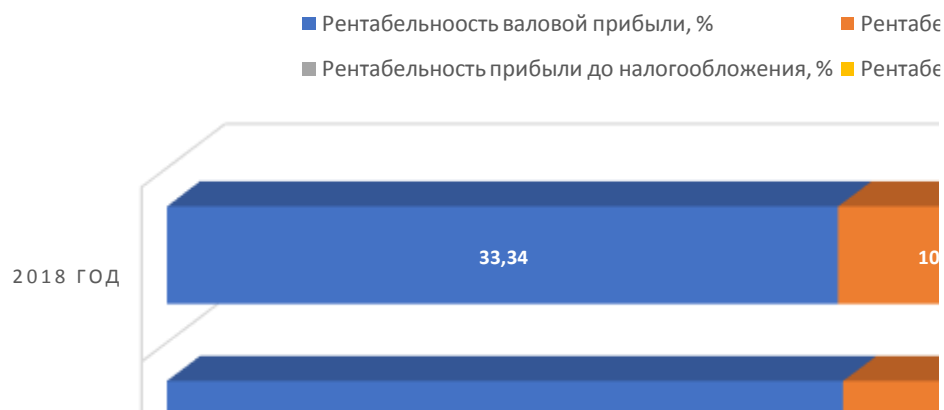 Рентабельноость валовой прибыли, %
Рентабельность прибыли до налогообложения, %
2018 ГОД
33,34